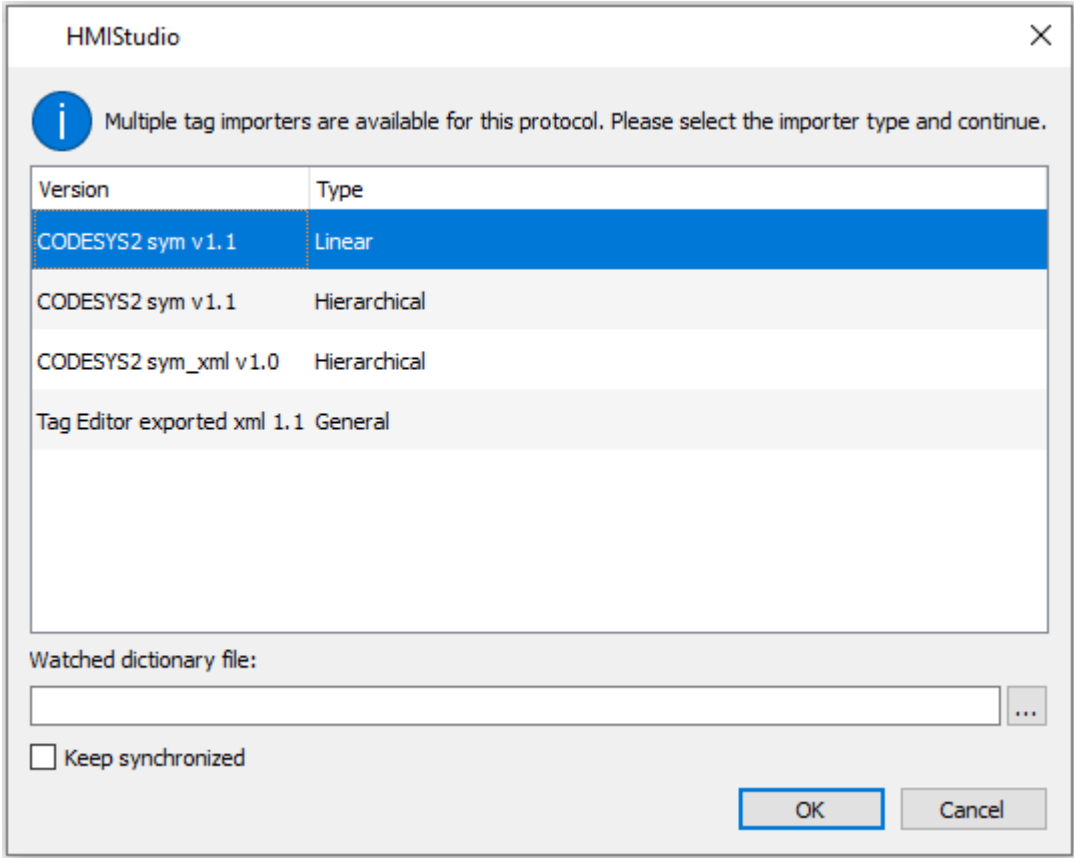 HMIStudio
i
Multiple tag importers are available for this protocol. Please select the importer type and continue.
Version Type
CODESYS2 sym v1.1 Linear
CODESYS2 sym v1.1 Hierarchical
CODESYS2 sym_xml v1.0 Hierarchical
Tag Editor exported xml 1.1 General
Watched dictionary file:
...
Keep synchronized
OK Cancel